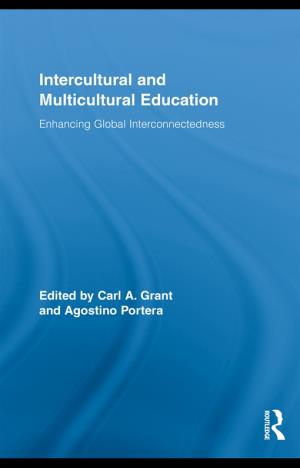 Intercultural and
Multicultural Education
Enhancing Global Interconnectedness
Edited by Carl A. Grant
and Agostino Portera
ROUTLEDGE